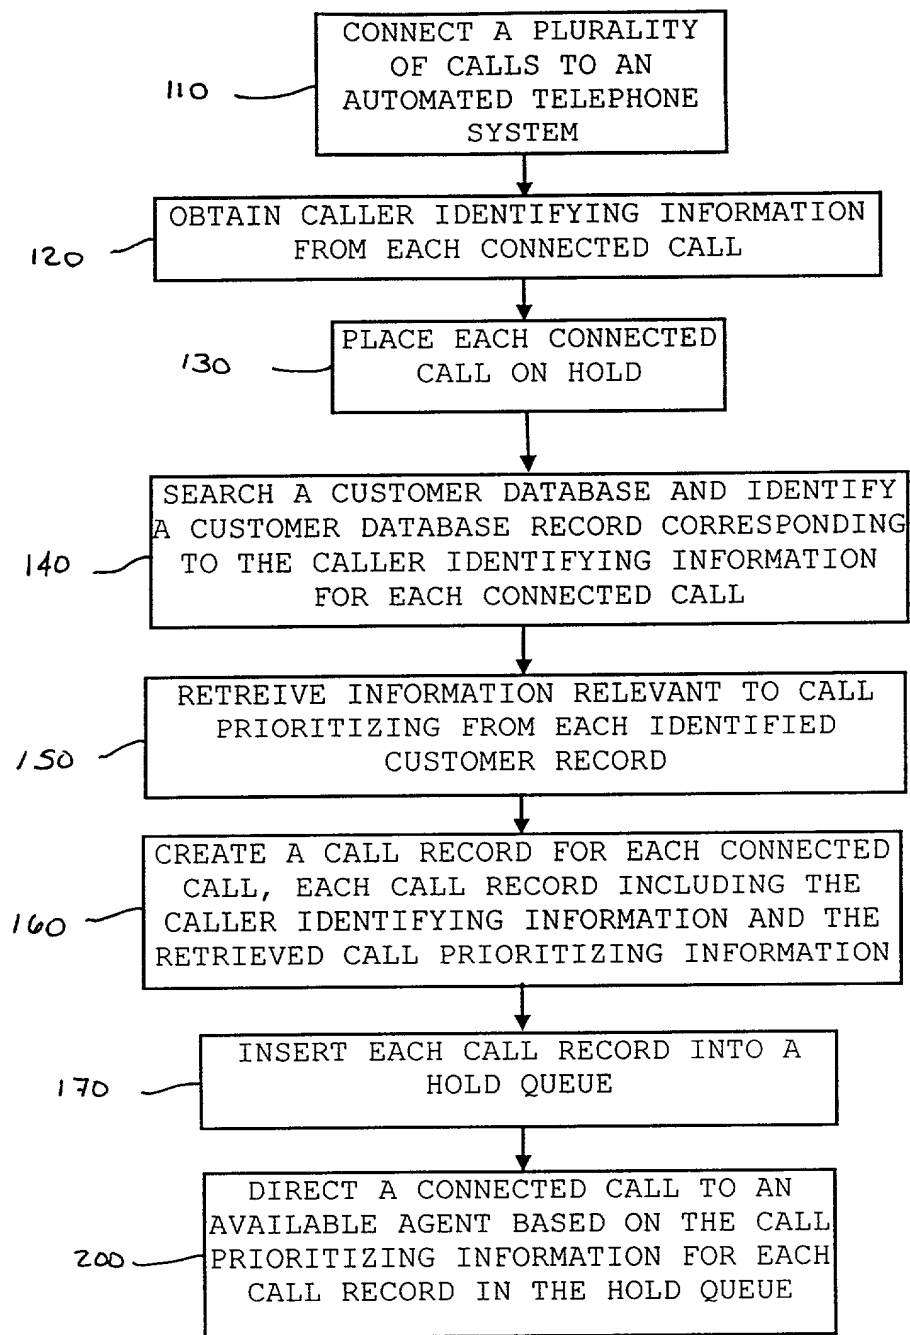 CONNECT A PLURALITY
OF CALLS TO AN
AUTOMATED TELEPHONE
SYSTEM
110
OBTAIN CALLER IDENTIFYING INFORMATION
FROM EACH CONNECTED CALL
120
PLACE EACH CONNECTED
CALL ON HOLD
130
SEARCH A CUSTOMER DATABASE AND IDENTIFY
A CUSTOMER DATABASE RECORD CORRESPONDING
TO THE CALLER IDENTIFYING INFORMATION
FOR EACH CONNECTED CALL
140
RETREIVE INFORMATION RELEVANT TO CALL
PRIORITIZING FROM EACH IDENTIFIED
CUSTOMER RECORD
150
CREATE A CALL RECORD FOR EACH CONNECTED
CALL, EACH CALL RECORD INCLUDING THE
CALLER IDENTIFYING INFORMATION AND THE
RETRIEVED CALL PRIORITIZING INFORMATION
160
INSERT EACH CALL RECORD INTO A
HOLD QUEUE
170
DIRECT A CONNECTED CALL TO AN
AVAILABLE AGENT BASED ON THE CALL
PRIORITIZING INFORMATION FOR EACH
CALL RECORD IN THE HOLD QUEUE
200